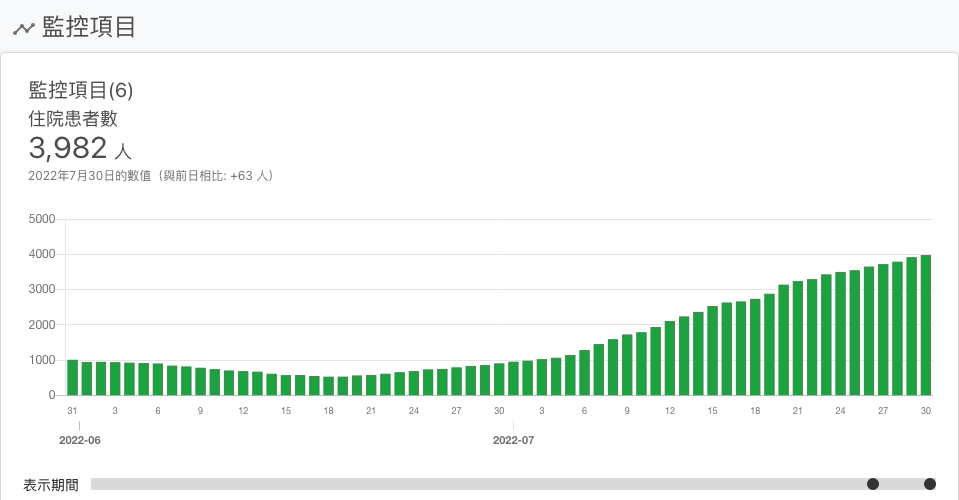 監控項目
監控項目(6)
住院患者數
3,982 人
2022年7月30日的數值（與前日相比: +63 人）
5000
4000
3000
2000
1000
0
31 3 6 9 12 15 18 21 24 27 30 3 6 9 12 15 18 21 24 27 30
2022-06 2022-07
表示期間